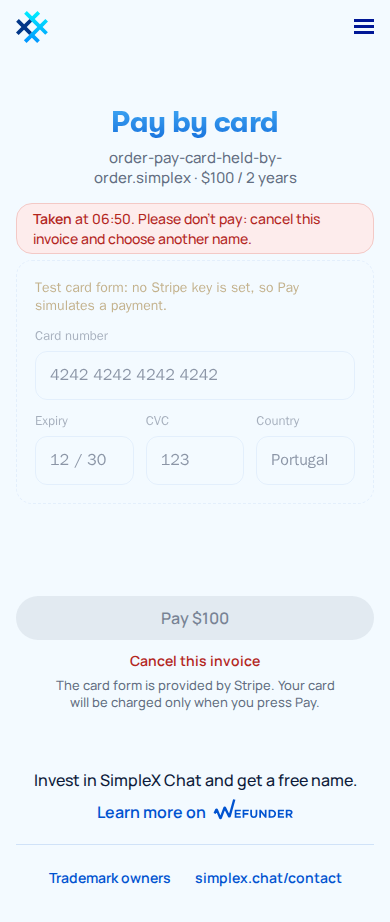 Pay by card
order-pay-card-held-by-
order.simplex · $100 / 2 years
Taken at 06:50. Please don't pay: cancel this
invoice and choose another name.
Test card form: no Stripe key is set, so Pay
simulates a payment.
Card number
4242 4242 4242 4242
Expiry CVC Country
12 / 30 123 Portugal
Pay $100
Cancel this invoice
The card form is provided by Stripe. Your card
will be charged only when you press Pay.
Invest in SimpleX Chat and get a free name.
Learn more on WEFUNDER
Trademark owners simplex.chat/contact